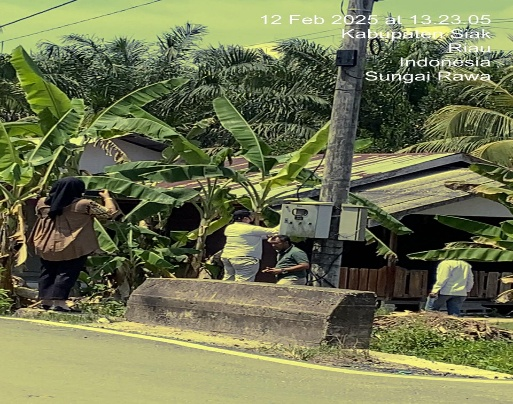 12 Feb 2025 at 13.23.05
Kabupaten Siak
Riau
Indonesia
Sungai Rawa